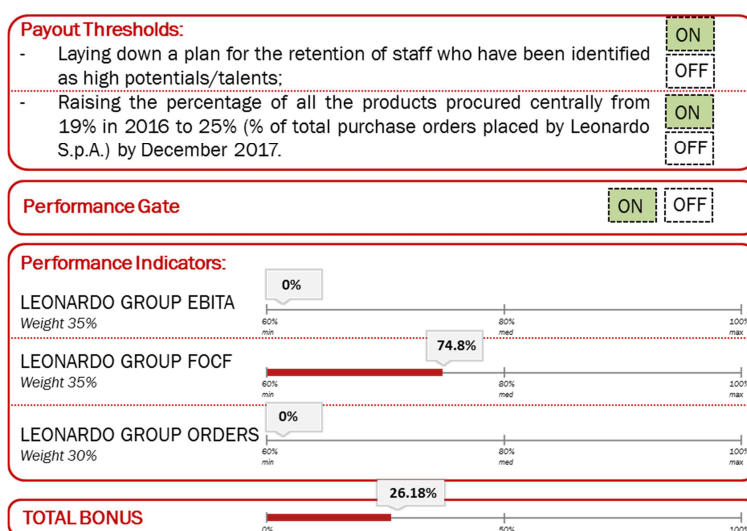 Payout Thresholds:
ON
- Laying down a plan for the retention of staff who have been identified
as high potentials/talents;
OFF
- Raising the percentage of all the products procured centrally from
19% in 2016 to 25% (% of total purchase orders placed by Leonardo
S.p.A.) by December 2017.
ON
OFF
Performance Gate
ON OFF
Performance Indicators:
0%
LEONARDO GROUP EBITA
Weight 35%
60% 80% 100%
min med max
74.8%
LEONARDO GROUP FOCF
Weight 35%
60% 80% 100%
min med max
0%
LEONARDO GROUP ORDERS
Weight 30%
60% 80% 100%
min med max
26.18%
TOTAL BONUS
0% 50% 100%